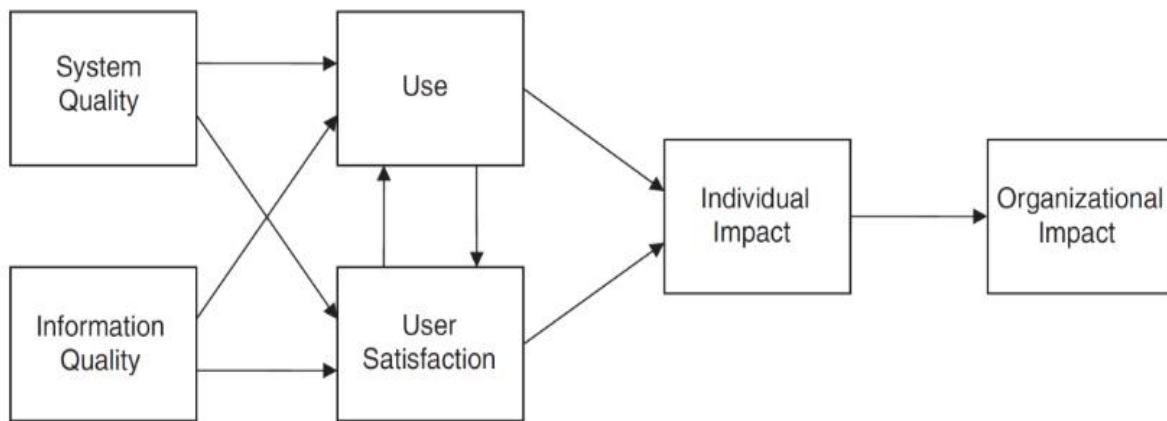 System
Quality
Use
Individual
Impact
Organizational
Impact
Information
Quality
User
Satisfaction